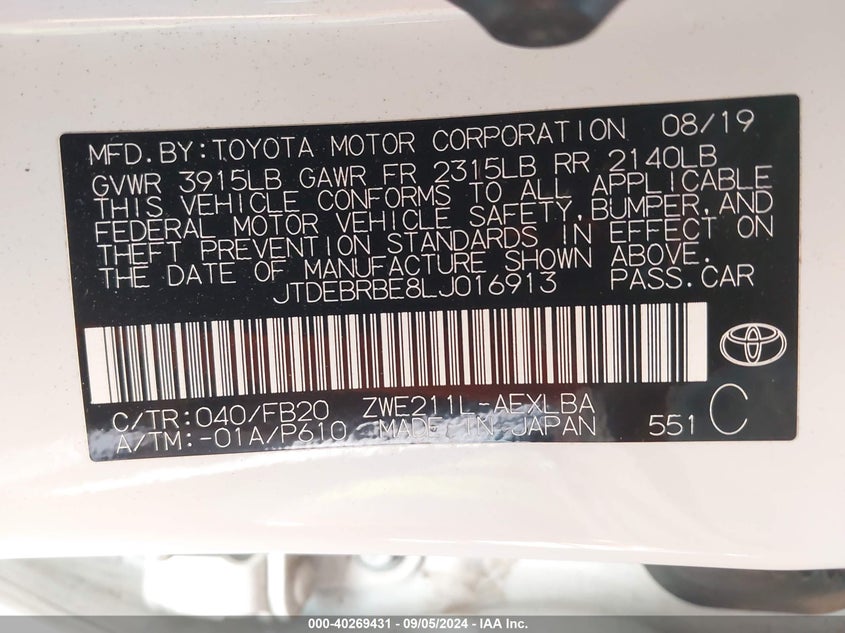 MFD.BY:TOYOTA MOTOR CORPORATION 08/19
GVWR 3915LB GAWR FR 2315LB RR 2140LB
THIS VEHICLE CONFORMS TO ALL APPLICABLE
FEDERAL MOTOR VEHICLE SAFETY,BUMPER,AND
THEFT PREVENTION STANDARDS IN EFFECT ON
THE DATE OF MANUFACTURE SHOWN ABOVE.
JTDEBRBE8LJ016913 PASS.CAR
C/TR:040/FB20 ZWE211L-AEXLBA
A/TM:-01A/P610 MADE IN JAPAN 551 C
000-40269431 - 09/05/2024 - IAA Inc.